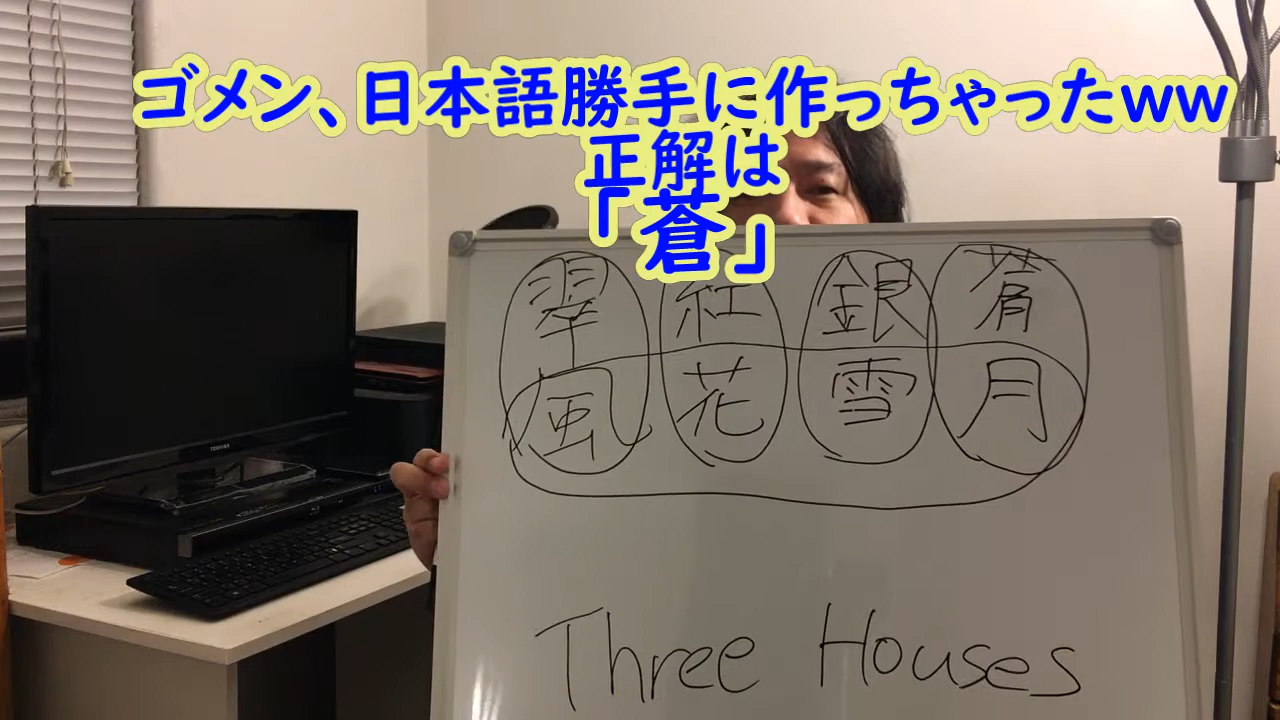 ゴメン、日本語勝手に作っちゃったww
正解は
「蒼」
翠 紅 銀
風 花 雪 月
Three Houses
TOSHIBA